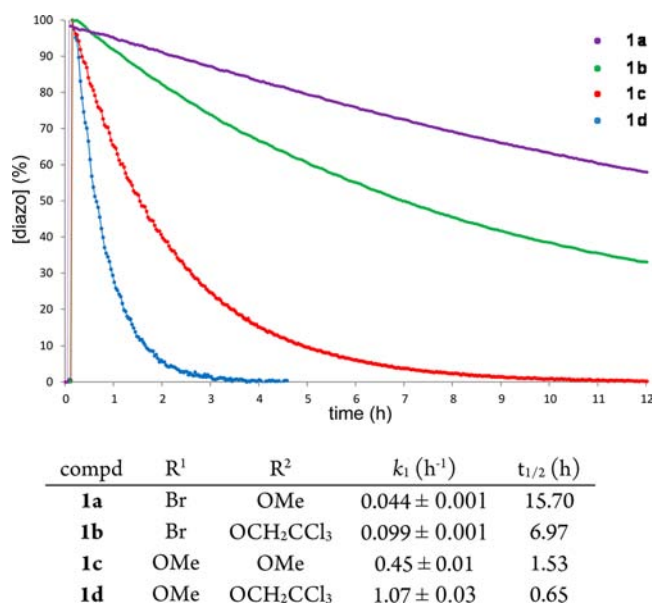 100
90
80
70
60
50
40
30
20
10
0
[diazo] (%)
0 1 2 3 4 5 6 7 8 9 10 11 12
time (h)
1a
1b
1c
1d
compd R¹ R² k₁ (h⁻¹) t₁/₂ (h)
1a Br OMe 0.044 ± 0.001 15.70
1b Br OCH₂CCl₃ 0.099 ± 0.001 6.97
1c OMe OMe 0.45 ± 0.01 1.53
1d OMe OCH₂CCl₃ 1.07 ± 0.03 0.65